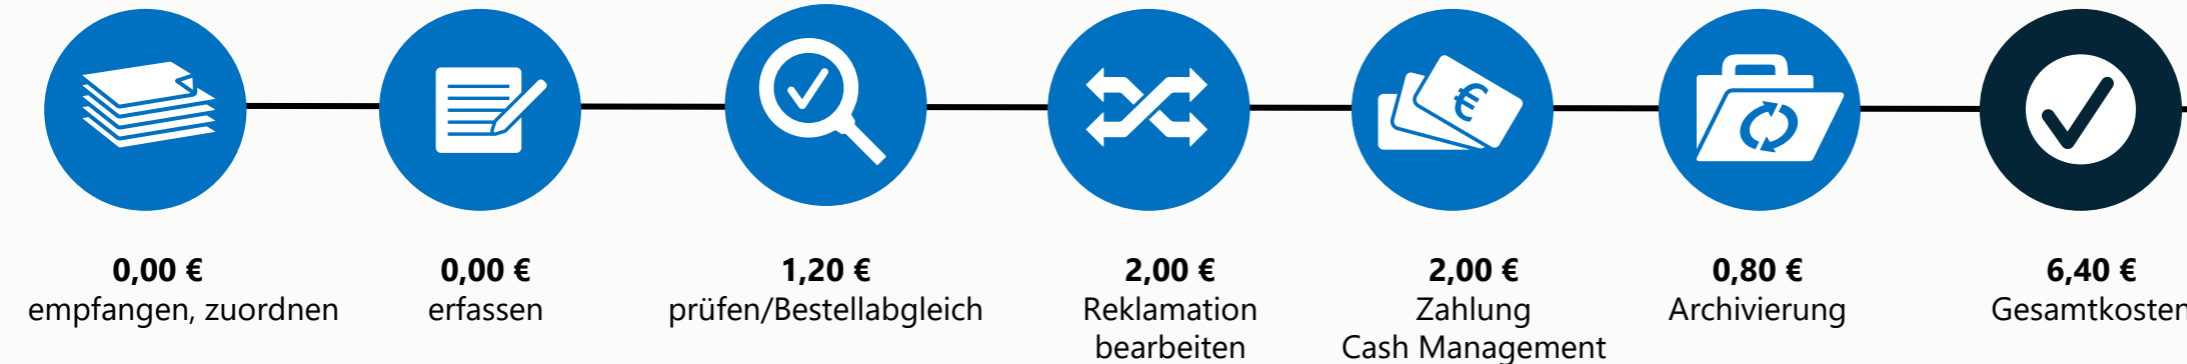 0,00 €
empfangen, zuordnen
0,00 €
erfassen
1,20 €
prüfen/Bestellabgleich
2,00 €
Reklamation
bearbeiten
2,00 €
Zahlung
Cash Management
0,80 €
Archivierung
6,40 €
Gesamtkosten